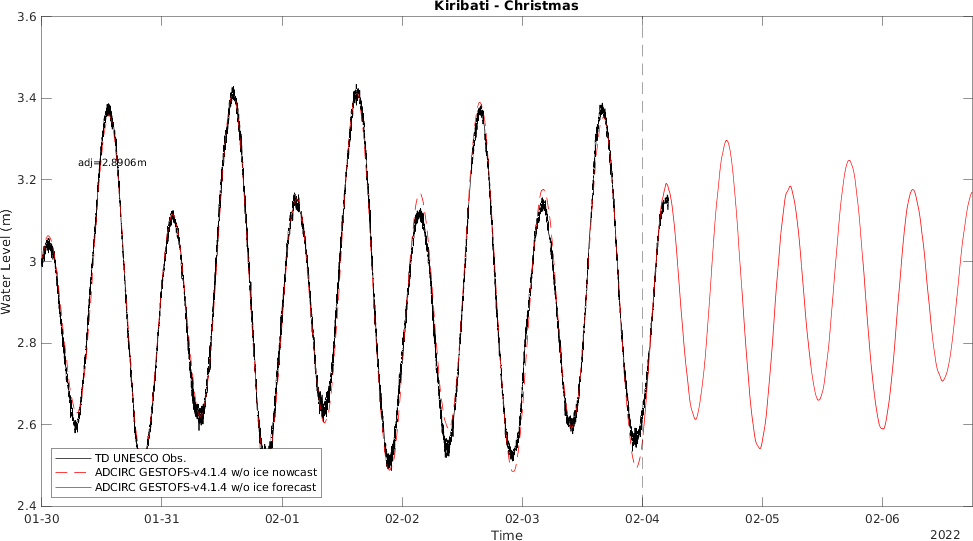 Kiribati - Christmas
3.6
3.4
3.2
3
2.8
2.6
2.4
Water Level (m)
adj=2.8906m
TD UNESCO Obs.
ADCIRC GESTOFS-v4.1.4 w/o ice nowcast
ADCIRC GESTOFS-v4.1.4 w/o ice forecast
01-30 01-31 02-01 02-02 02-03 02-04 02-05 02-06
Time
2022